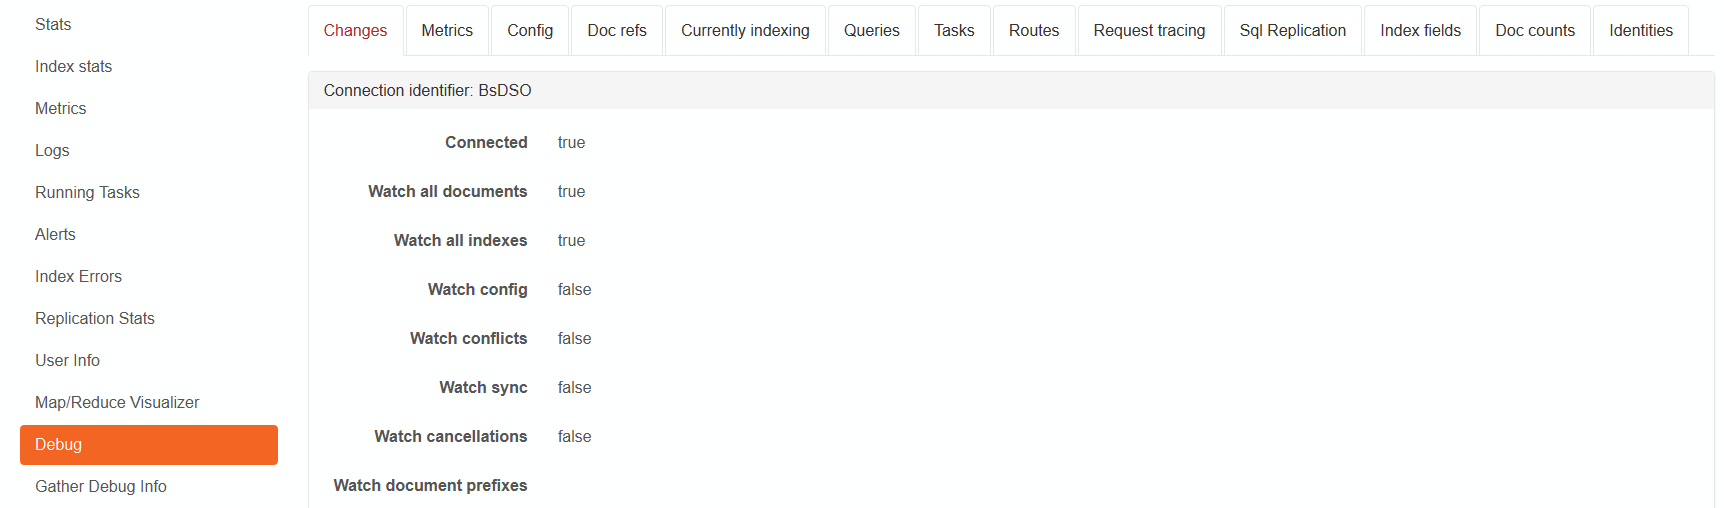 Stats
Index stats
Metrics
Logs
Running Tasks
Alerts
Index Errors
Replication Stats
User Info
Map/Reduce Visualizer
Debug
Gather Debug Info
Changes Metrics Config Doc refs Currently indexing Queries Tasks Routes Request tracing Sql Replication Index fields Doc counts Identities
Connection identifier: BsDSO
Connected true
Watch all documents true
Watch all indexes true
Watch config false
Watch conflicts false
Watch sync false
Watch cancellations false
Watch document prefixes